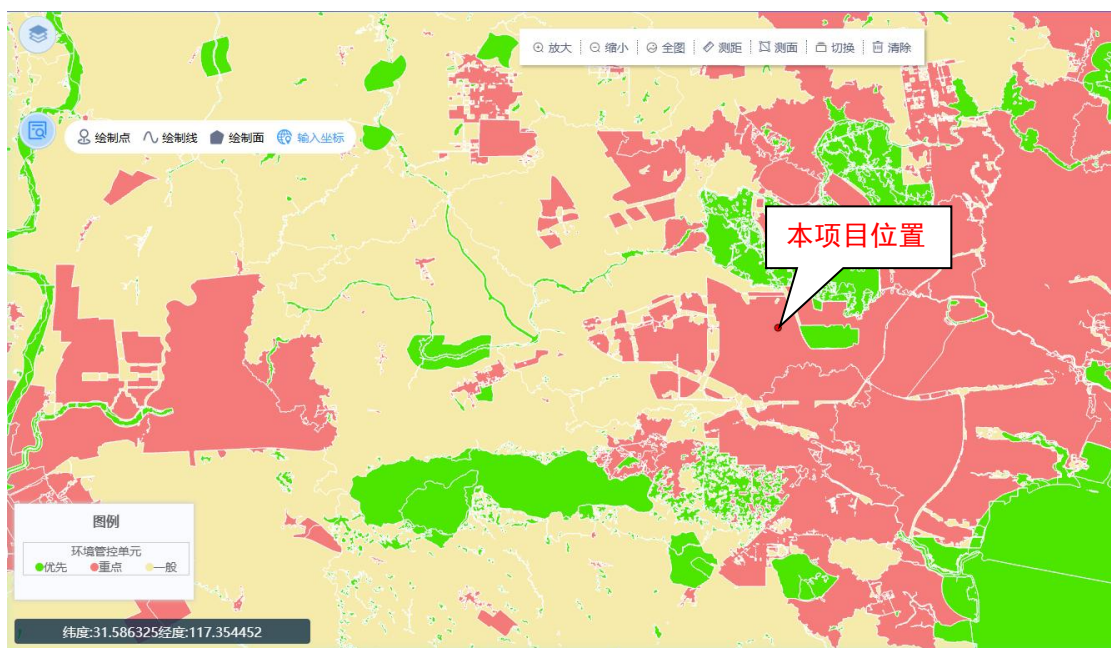 放大 缩小 全图 测距 测面 切换 清除
绘制点 绘制线 绘制面 输入坐标
本项目位置
图例
环境管控单元
优先 重点 一般
纬度:31.586325经度:117.354452